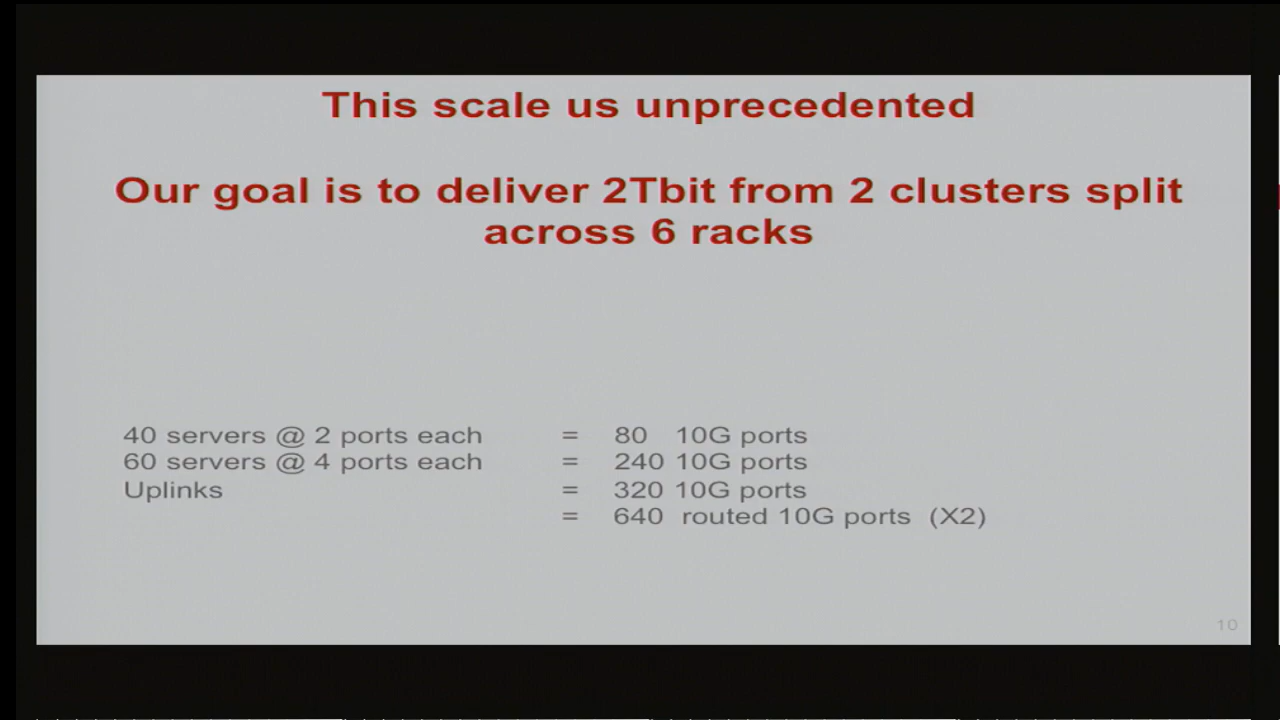 This scale us unprecedented
Our goal is to deliver 2Tbit from 2 clusters split
across 6 racks
40 servers @ 2 ports each = 80 10G ports
60 servers @ 4 ports each = 240 10G ports
Uplinks = 320 10G ports
= 640 routed 10G ports (X2)
10